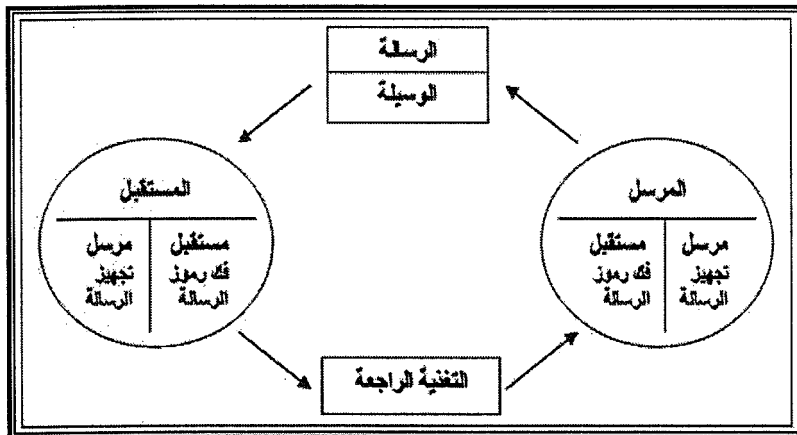 الرسالة
الوسيلة
المرسل
مرسل
تجهيز
الرسالة
مستقبل
فك رموز
الرسالة
المستقبل
مستقبل
فك رموز
الرسالة
مرسل
تجهيز
الرسالة
التغذية الراجعة